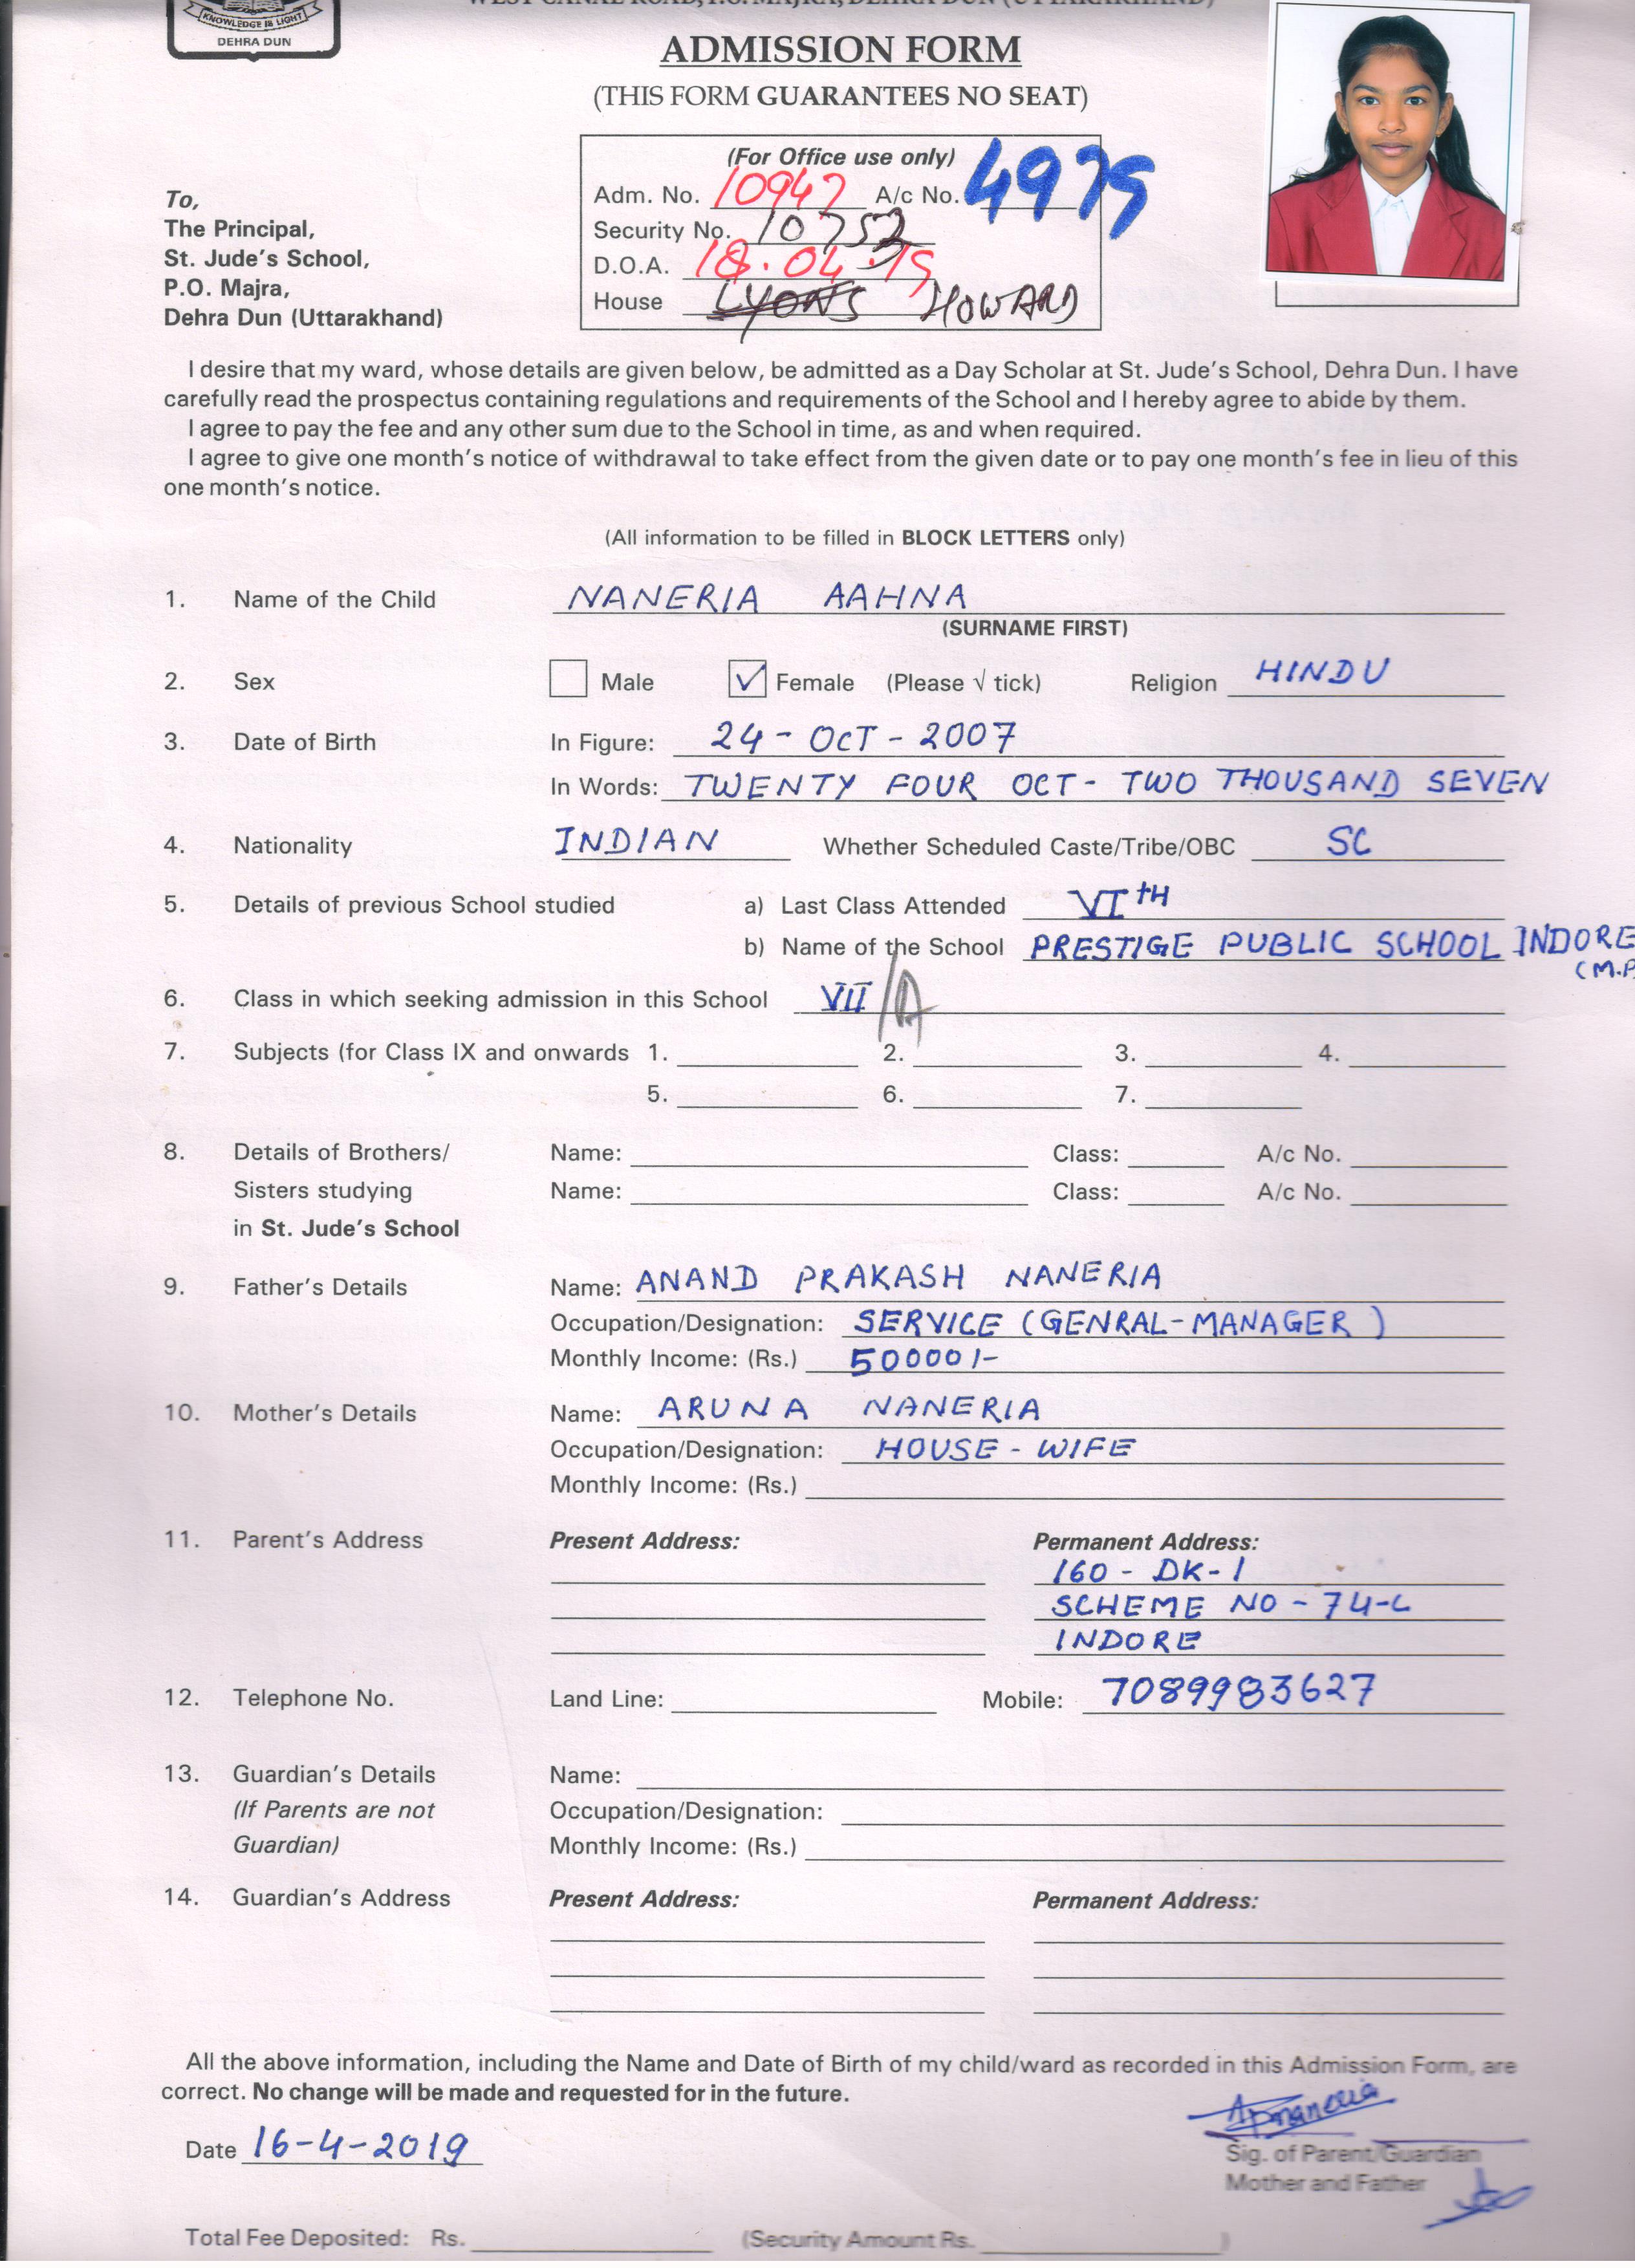 KNOWLEDGE IS LIGHT
DEHRA DUN
WEST CANAL ROAD, P.O. MAJRA, DEHRA DUN (UTTARAKHAND)
ADMISSION FORM
(THIS FORM GUARANTEES NO SEAT)
(For Office use only)
Adm. No. 10947 A/c No. 4979
Security No. 10752
D.O.A. 18.04.19
House LYONS HOWARD
To,
The Principal,
St. Jude's School,
P.O. Majra,
Dehra Dun (Uttarakhand)
I desire that my ward, whose details are given below, be admitted as a Day Scholar at St. Jude's School, Dehra Dun. I have
carefully read the prospectus containing regulations and requirements of the School and I hereby agree to abide by them.
I agree to pay the fee and any other sum due to the School in time, as and when required.
I agree to give one month's notice of withdrawal to take effect from the given date or to pay one month's fee in lieu of this
one month's notice.
(All information to be filled in BLOCK LETTERS only)
1. Name of the Child NANERIA AAHNA
(SURNAME FIRST)
2. Sex Male ✓ Female (Please √ tick) Religion HINDU
3. Date of Birth In Figure: 24 - OCT - 2007
In Words: TWENTY FOUR OCT - TWO THOUSAND SEVEN
4. Nationality INDIAN Whether Scheduled Caste/Tribe/OBC SC
5. Details of previous School studied a) Last Class Attended VITH
b) Name of the School PRESTIGE PUBLIC SCHOOL INDORE
(M.P
6. Class in which seeking admission in this School VII/A
7. Subjects (for Class IX and onwards 1. 2. 3. 4.
5. 6. 7.
8. Details of Brothers/ Name: Class: A/c No.
Sisters studying Name: Class: A/c No.
in St. Jude's School
9. Father's Details Name: ANAND PRAKASH NANERIA
Occupation/Designation: SERVICE (GENRAL-MANAGER)
Monthly Income: (Rs.) 50000/-
10. Mother's Details Name: ARUNA NANERIA
Occupation/Designation: HOUSE - WIFE
Monthly Income: (Rs.)
11. Parent's Address Present Address: Permanent Address:
160 - DK-1
SCHEME NO - 74-C
INDORE
12. Telephone No. Land Line: Mobile: 7089983627
13. Guardian's Details Name:
(If Parents are not Occupation/Designation:
Guardian) Monthly Income: (Rs.)
14. Guardian's Address Present Address: Permanent Address:
All the above information, including the Name and Date of Birth of my child/ward as recorded in this Admission Form, are
correct. No change will be made and requested for in the future.
Apnaneria
Date 16-4-2019
Sig. of Parent/Guardian
Mother and Father
Total Fee Deposited: Rs. (Security Amount Rs. )